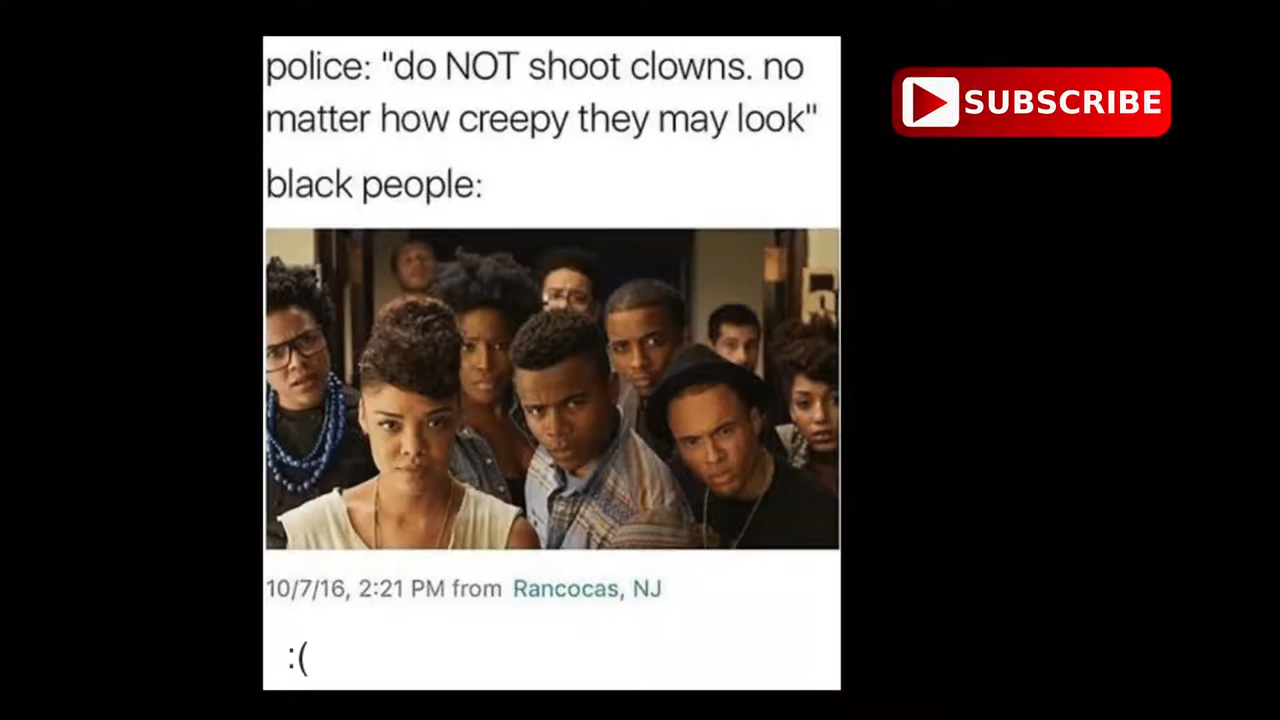 police: "do NOT shoot clowns. no
matter how creepy they may look"
black people:
10/7/16, 2:21 PM from Rancocas, NJ
:(
SUBSCRIBE